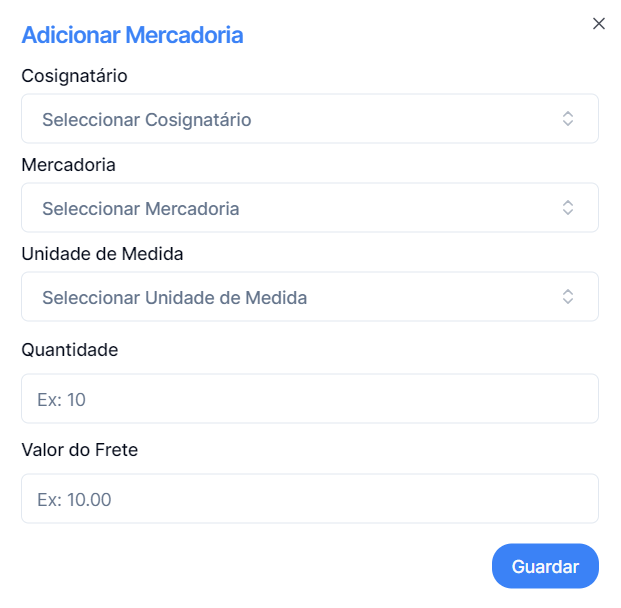 Adicionar Mercadoria
Cosignatário
Seleccionar Cosignatário
Mercadoria
Seleccionar Mercadoria
Unidade de Medida
Seleccionar Unidade de Medida
Quantidade
Ex: 10
Valor do Frete
Ex: 10.00
Guardar